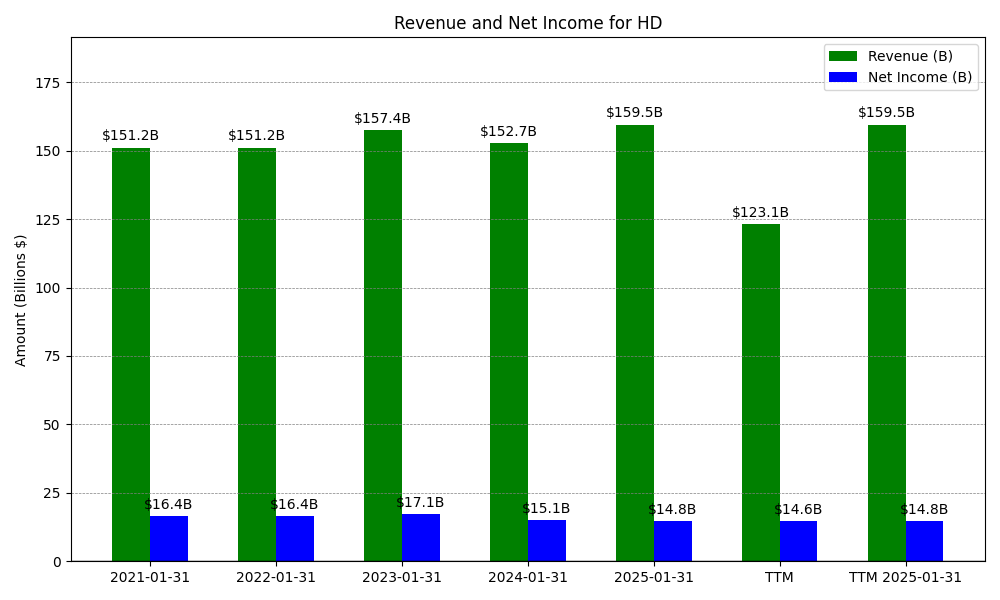 Revenue and Net Income for HD
Revenue (B)
Net Income (B)
Amount (Billions $)
175
150
125
100
75
50
25
0
$151.2B
$151.2B
$157.4B
$152.7B
$159.5B
$123.1B
$159.5B
$16.4B
$16.4B
$17.1B
$15.1B
$14.8B
$14.6B
$14.8B
2021-01-31
2022-01-31
2023-01-31
2024-01-31
2025-01-31
TTM
TTM 2025-01-31